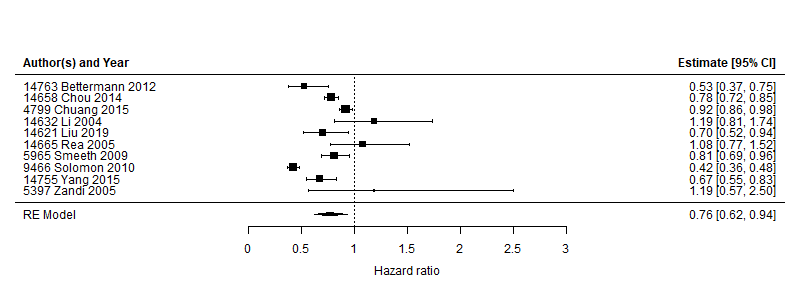 Author(s) and Year Estimate [95% CI]
14763 Bettermann 2012 0.53 [0.37, 0.75]
14658 Chou 2014 0.78 [0.72, 0.85]
4799 Chuang 2015 0.92 [0.86, 0.98]
14632 Li 2004 1.19 [0.81, 1.74]
14621 Liu 2019 0.70 [0.52, 0.94]
14665 Rea 2005 1.08 [0.77, 1.52]
5965 Smeeth 2009 0.81 [0.69, 0.96]
9466 Solomon 2010 0.42 [0.36, 0.48]
14755 Yang 2015 0.67 [0.55, 0.83]
5397 Zandi 2005 1.19 [0.57, 2.50]
RE Model 0.76 [0.62, 0.94]
0 0.5 1 1.5 2 2.5 3
Hazard ratio